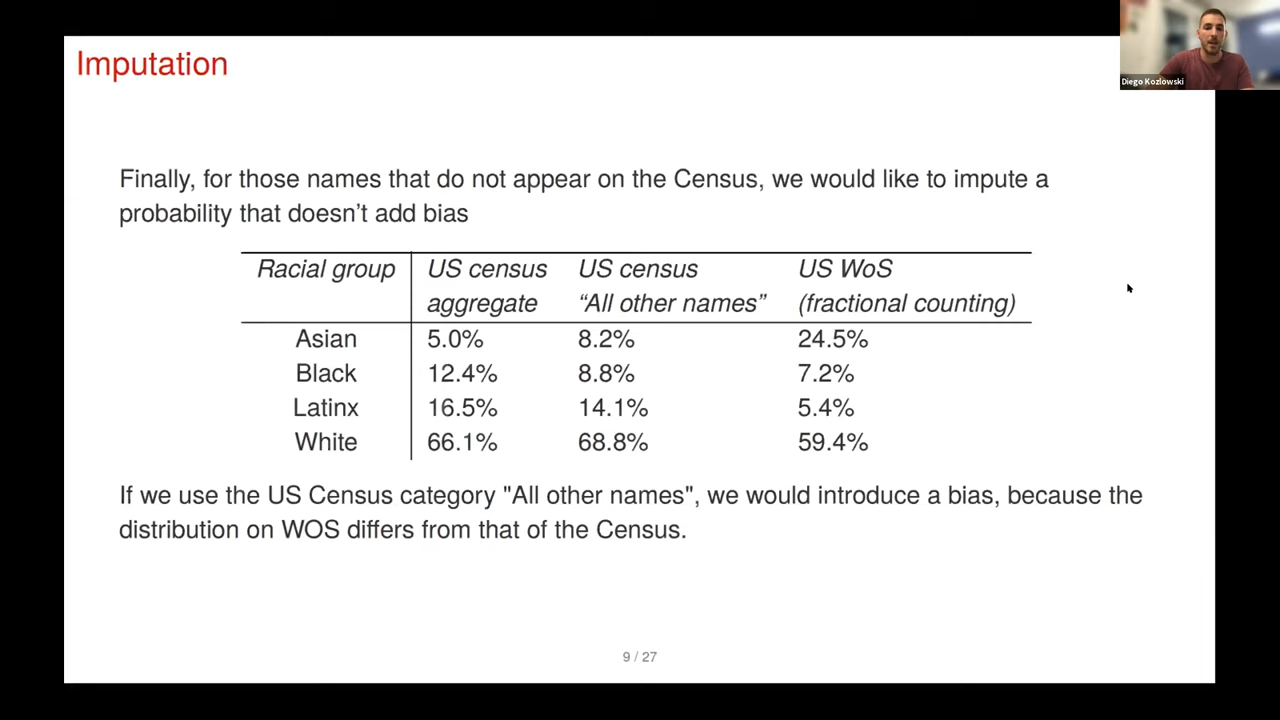 Imputation
Diego Kozlowski
Finally, for those names that do not appear on the Census, we would like to impute a
probability that doesn't add bias
Racial group US census US census US WoS
aggregate “All other names” (fractional counting)
Asian 5.0% 8.2% 24.5%
Black 12.4% 8.8% 7.2%
Latinx 16.5% 14.1% 5.4%
White 66.1% 68.8% 59.4%
If we use the US Census category "All other names", we would introduce a bias, because the
distribution on WOS differs from that of the Census.
9 / 27